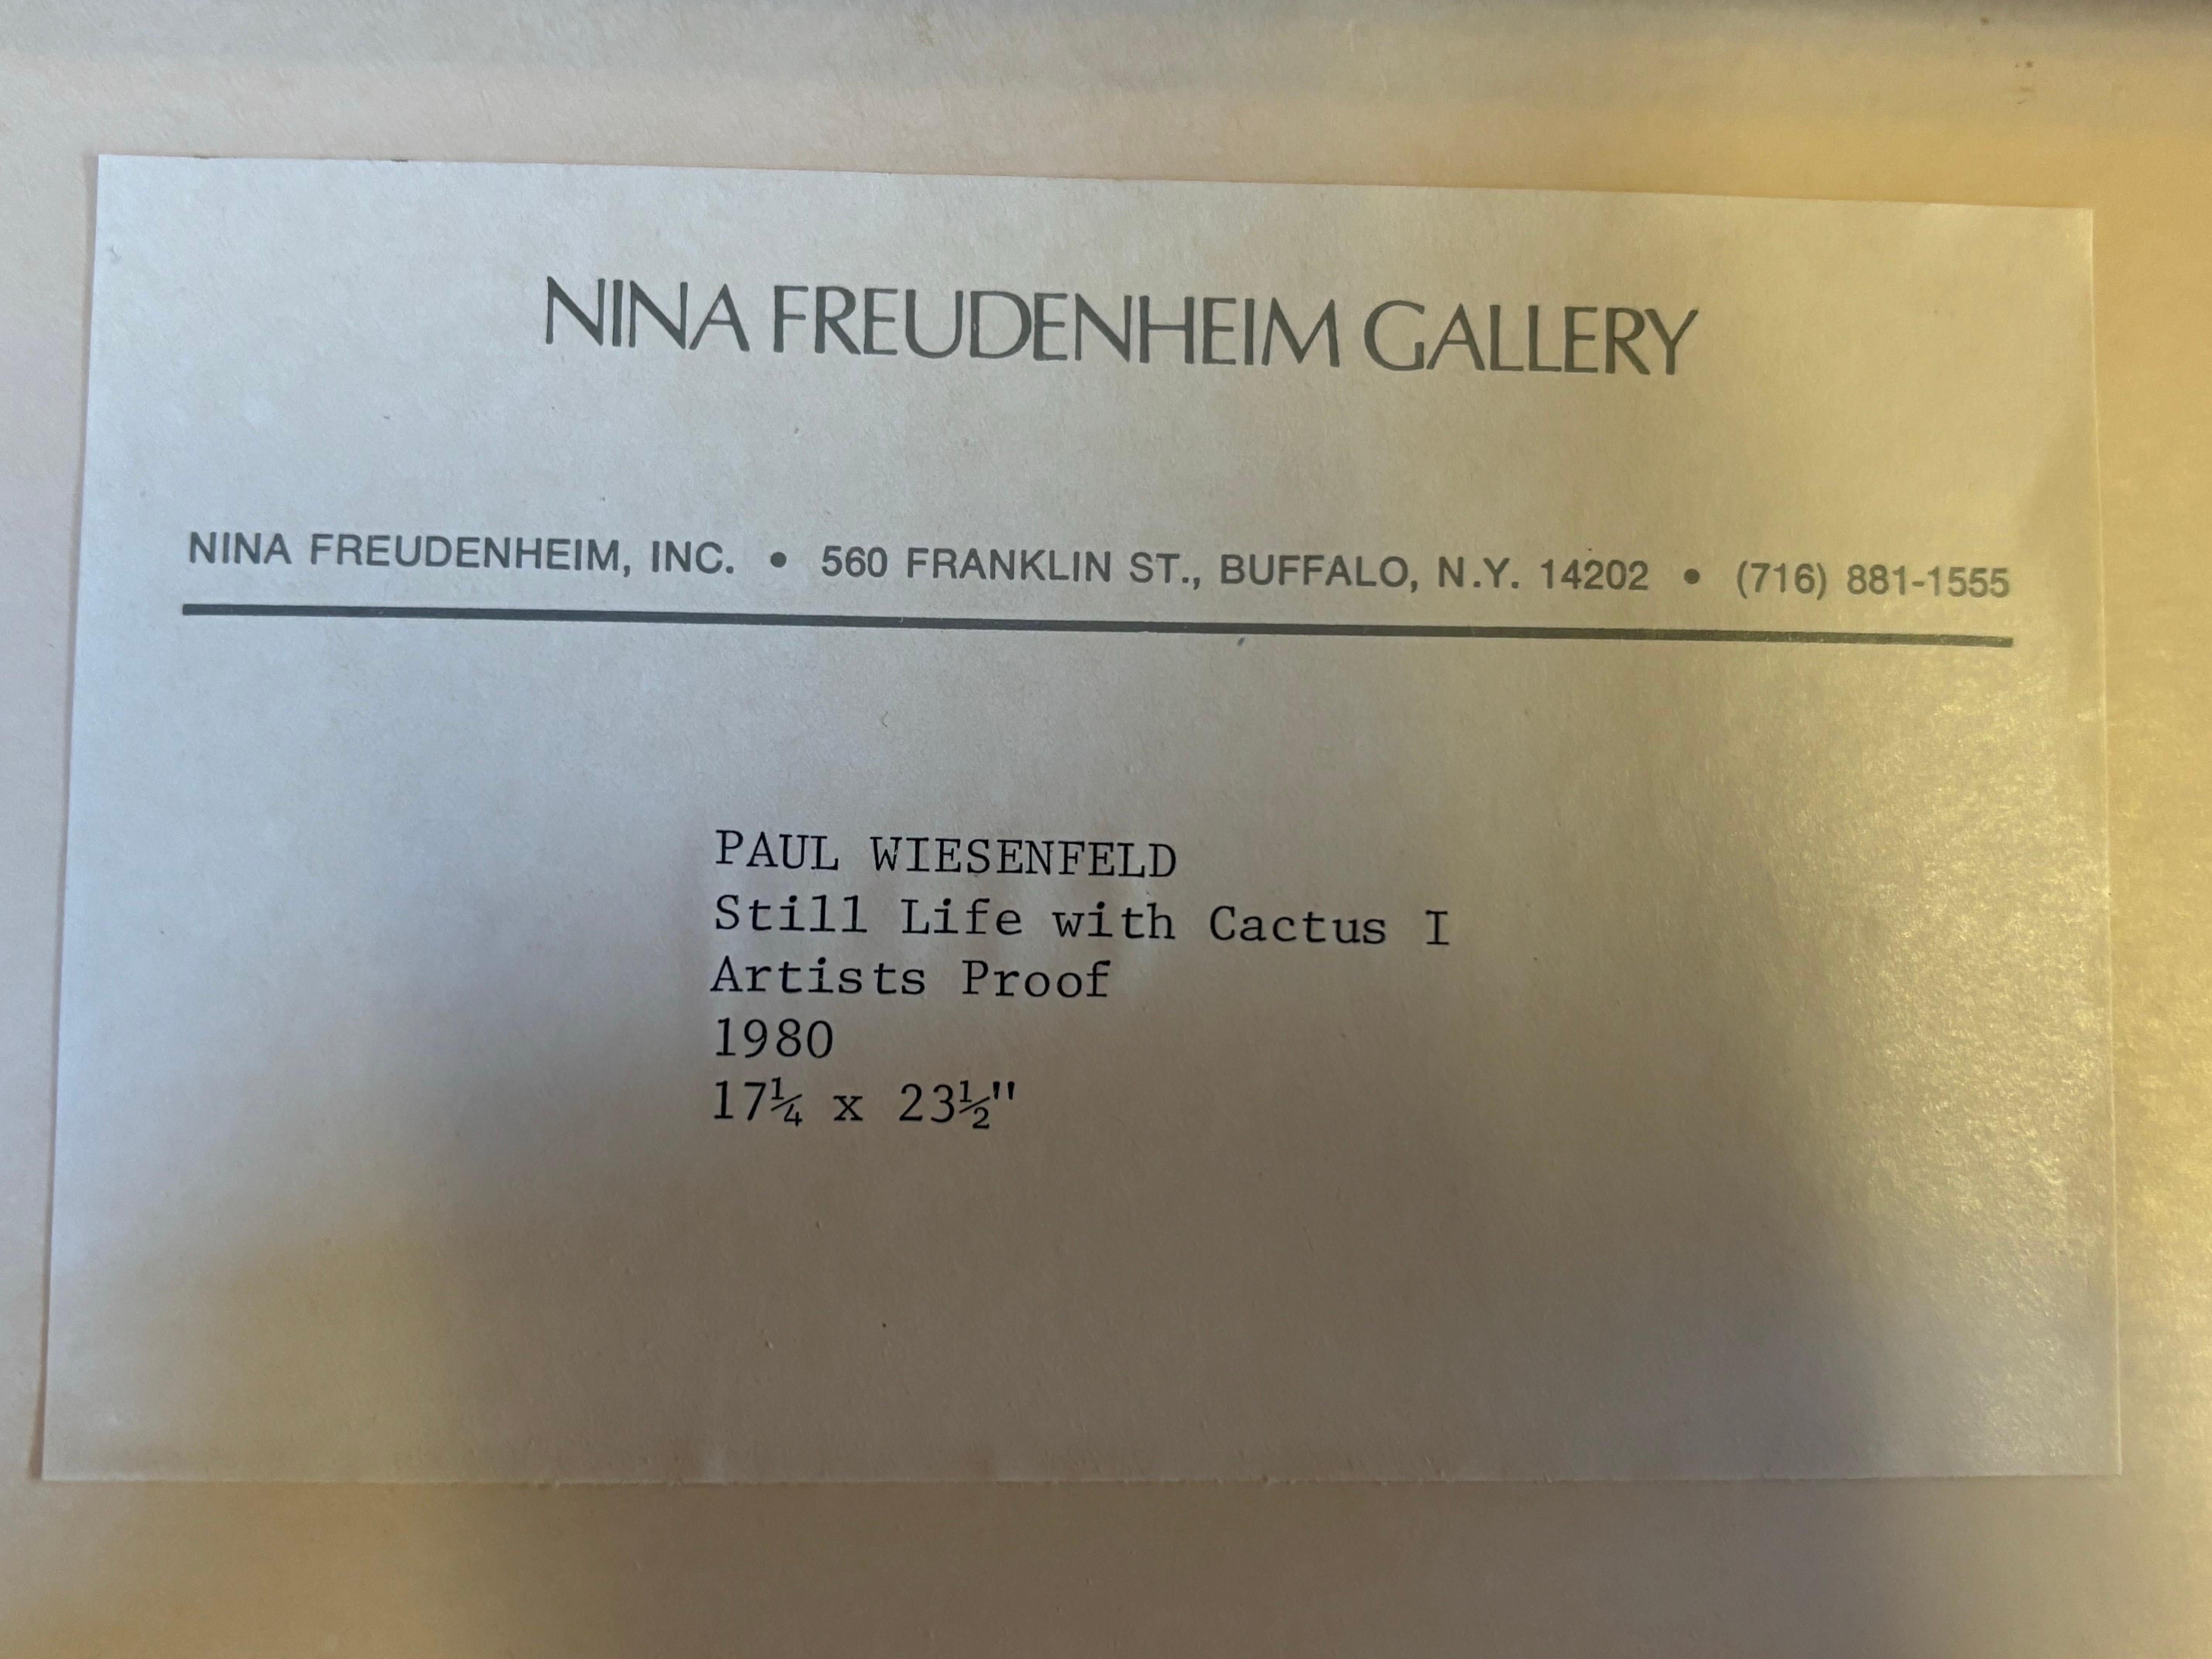 NINA FREUDENHEIM GALLERY
NINA FREUDENHEIM, INC. • 560 FRANKLIN ST., BUFFALO, N.Y. 14202 • (716) 881-1555
PAUL WIESENFELD
Still Life with Cactus I
Artists Proof
1980
17¼ x 23½"